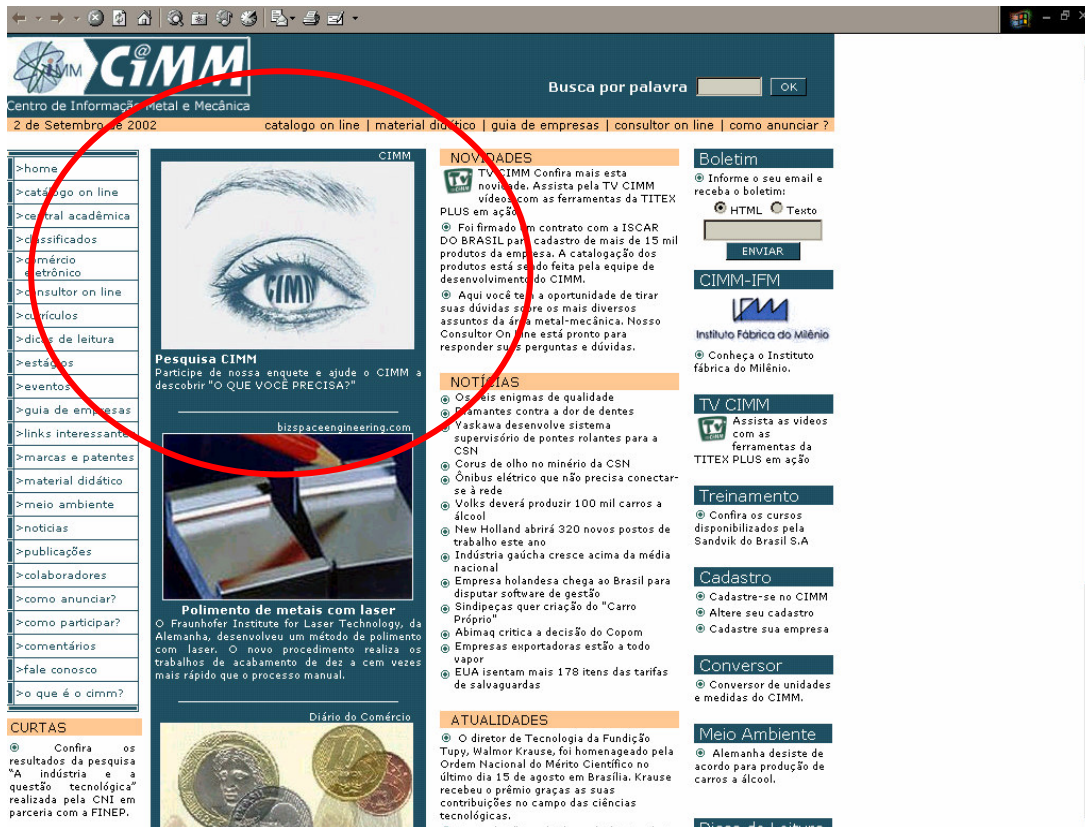 IMM
CiMM
@
Centro de Informação Metal e Mecânica
Busca por palavra
OK
2 de Setembro de 2002
catalogo on line | material didático | guia de empresas | consultor on line | como anunciar ?
>home
>catálogo on line
>central acadêmica
>classificados
>comércio
eletrônico
>consultor on line
>currículos
>dicas de leitura
>estágios
>eventos
>guia de empresas
>links interessantes
>marcas e patentes
>material didático
>meio ambiente
>noticias
>publicações
>colaboradores
>como anunciar?
>como participar?
>comentários
>fale conosco
>o que é o cimm?
CURTAS
Confira os
resultados da pesquisa
"A indústria e a
questão tecnológica"
realizada pela CNI em
parceria com a FINEP.
CIMM
CIMM
Pesquisa CIMM
Participe de nossa enquete e ajude o CIMM a
descobrir "O QUE VOCÊ PRECISA?"
bizspaceengineering.com
Polimento de metais com laser
O Fraunhofer Institute for Laser Technology, da
Alemanha, desenvolveu um método de polimento
com laser. O novo procedimento realiza os
trabalhos de acabamento de dez a cem vezes
mais rápido que o processo manual.
Diário do Comércio
NOVIDADES
TV CIMM Confira mais esta
novidade. Assista pela TV CIMM
vídeos com as ferramentas da TITEX
PLUS em ação
Foi firmado um contrato com a ISCAR
DO BRASIL para cadastro de mais de 15 mil
produtos da empresa. A catalogação dos
produtos está sendo feita pela equipe de
desenvolvimento do CIMM.
Aqui você tem a oportunidade de tirar
suas dúvidas sobre os mais diversos
assuntos da área metal-mecânica. Nosso
Consultor On Line está pronto para
responder suas perguntas e dúvidas.
NOTÍCIAS
Os seis enigmas de qualidade
Diamantes contra a dor de dentes
Yaskawa desenvolve sistema
supervisório de pontes rolantes para a
CSN
Corus de olho no minério da CSN
Ônibus elétrico que não precisa conectar-
se à rede
Volks deverá produzir 100 mil carros a
álcool
New Holland abrirá 320 novos postos de
trabalho este ano
Indústria gaúcha cresce acima da média
nacional
Empresa holandesa chega ao Brasil para
disputar software de gestão
Sindipeças quer criação do "Carro
Próprio"
Abimaq critica a decisão do Copom
Empresas exportadoras estão a todo
vapor
EUA isentam mais 178 itens das tarifas
de salvaguardas
ATUALIDADES
O diretor de Tecnologia da Fundição
Tupy, Walmor Krause, foi homenageado pela
Ordem Nacional do Mérito Científico no
último dia 15 de agosto em Brasília. Krause
recebeu o prêmio graças as suas
contribuições no campo das ciências
tecnológicas.
Boletim
Informe o seu email e
receba o boletim:
HTML Texto
ENVIAR
CIMM-IFM
Instituto Fábrica do Milênio
Conheça o Instituto
fábrica do Milênio.
TV CIMM
Assista as videos
com as
ferramentas da
TITEX PLUS em ação
Treinamento
Confira os cursos
disponibilizados pela
Sandvik do Brasil S.A
Cadastro
Cadastre-se no CIMM
Altere seu cadastro
Cadastre sua empresa
Conversor
Conversor de unidades
e medidas do CIMM.
Meio Ambiente
Alemanha desiste de
acordo para produção de
carros a álcool.
Dicas de Leitura